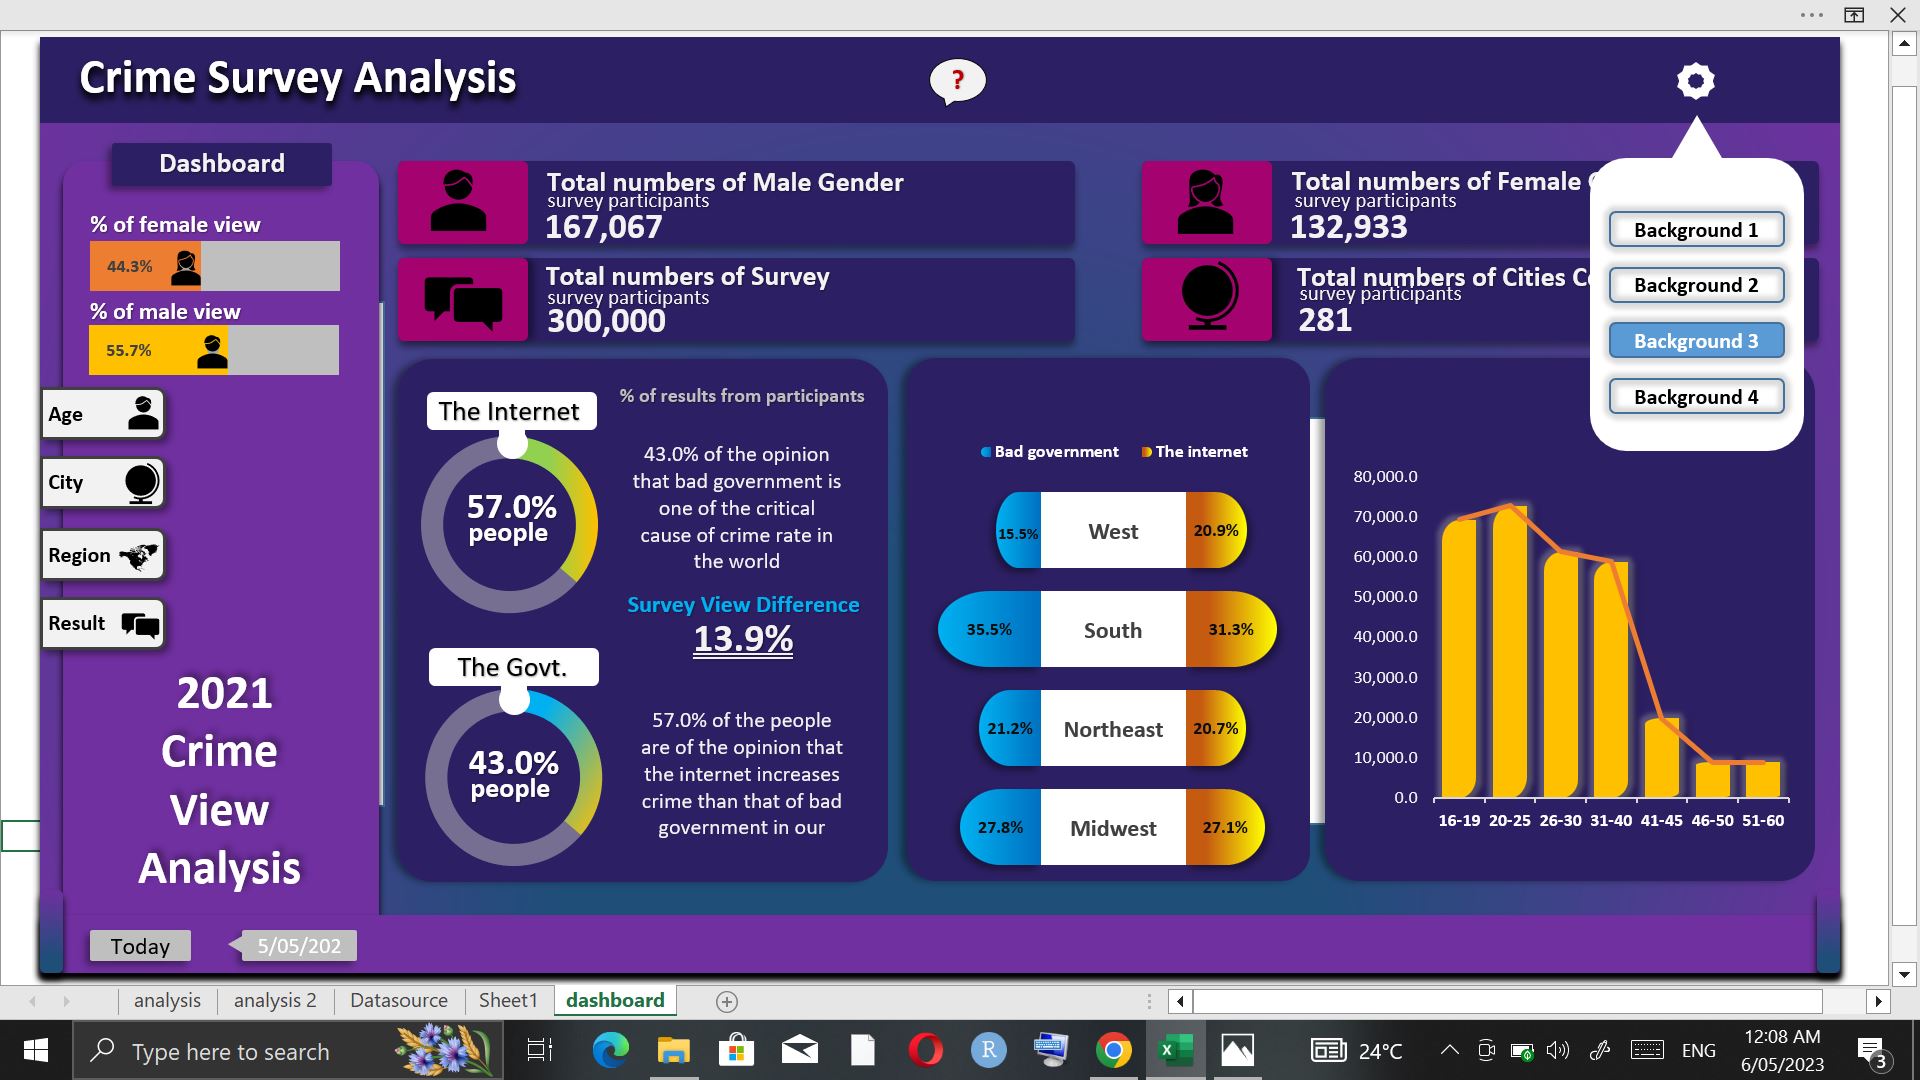 Crime Survey Analysis
?
Dashboard
% of female view
44.3%
% of male view
55.7%
Age
City
Region
Result
2021
Crime
View
Analysis
Today
5/05/202
Total numbers of Male Gender
survey participants
167,067
Total numbers of Female
survey participants
132,933
Total numbers of Survey
survey participants
300,000
Total numbers of Cities
survey participants
281
Background 1
Background 2
Background 3
Background 4
The Internet
57.0%
people
The Govt.
43.0%
people
% of results from participants
43.0% of the opinion
that bad government is
one of the critical
cause of crime rate in
the world
Survey View Difference
13.9%
57.0% of the people
are of the opinion that
the internet increases
crime than that of bad
government in our
Bad government The internet
15.5% West 20.9%
35.5% South 31.3%
21.2% Northeast 20.7%
27.8% Midwest 27.1%
80,000.0
70,000.0
60,000.0
50,000.0
40,000.0
30,000.0
20,000.0
10,000.0
0.0
16-19 20-25 26-30 31-40 41-45 46-50 51-60
analysis analysis 2 Datasource Sheet1 dashboard
Type here to search
R
X
24°C
ENG
12:08 AM
6/05/2023
3